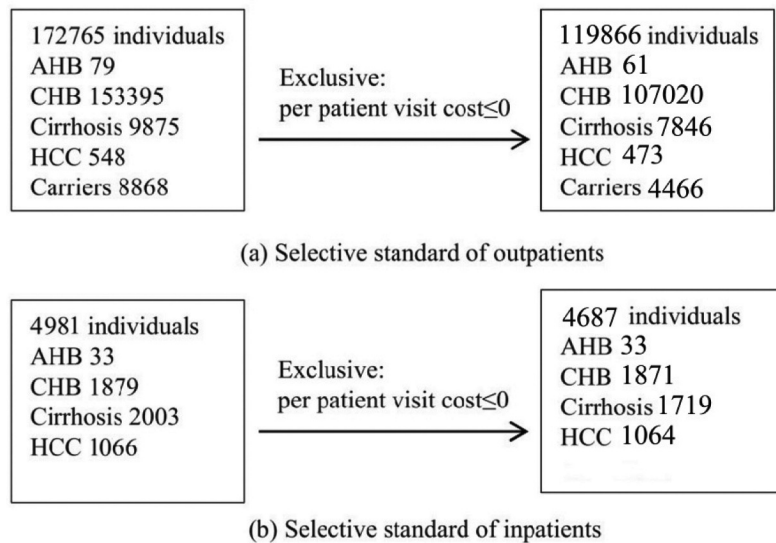 172765 individuals
AHB 79
CHB 153395
Cirrhosis 9875
HCC 548
Carriers 8868
Exclusive:
per patient visit cost≤0
119866 individuals
AHB 61
CHB 107020
Cirrhosis 7846
HCC 473
Carriers 4466
(a) Selective standard of outpatients
4981 individuals
AHB 33
CHB 1879
Cirrhosis 2003
HCC 1066
Exclusive:
per patient visit cost≤0
4687 individuals
AHB 33
CHB 1871
Cirrhosis 1719
HCC 1064
(b) Selective standard of inpatients